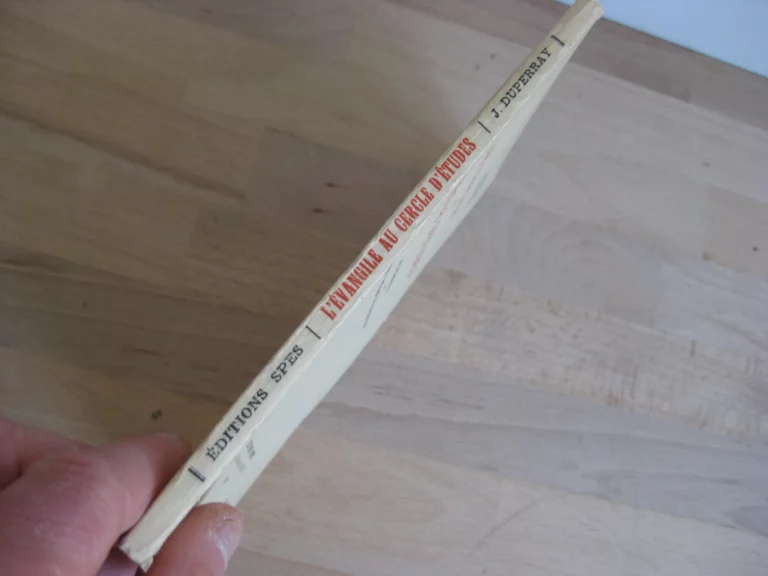 ÉDITIONS SPES | L'ÉVANGILE AU CERCLE D'ÉTUDES | J. DUPERRAY